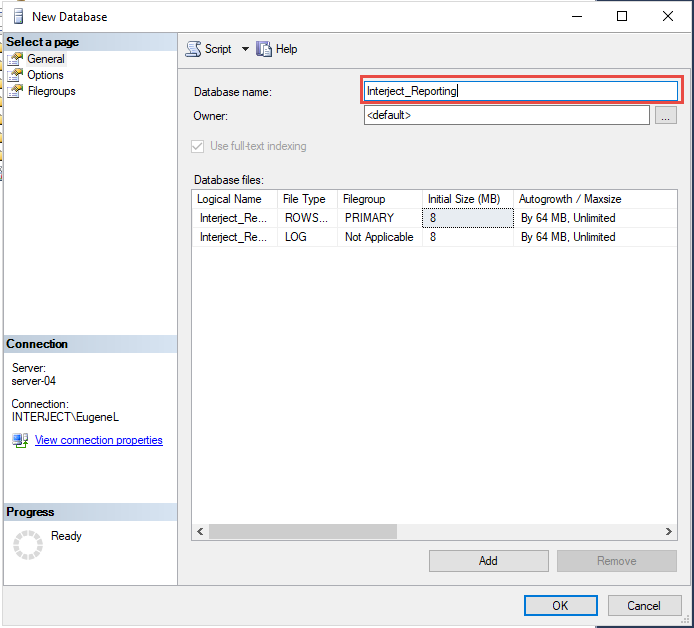 New Database
Select a page
General
Options
Filegroups
Script
Help
Database name:
Interject_Reporting
Owner:
<default>
...
Use full-text indexing
Database files:
Logical Name File Type Filegroup Initial Size (MB) Autogrowth / Maxsize
Interject_Re... ROWS... PRIMARY 8 By 64 MB, Unlimited
Interject_Re... LOG Not Applicable 8 By 64 MB, Unlimited
Connection
Server:
server-04
Connection:
INTERJECT\EugeneL
View connection properties
Progress
Ready
Add
Remove
OK
Cancel